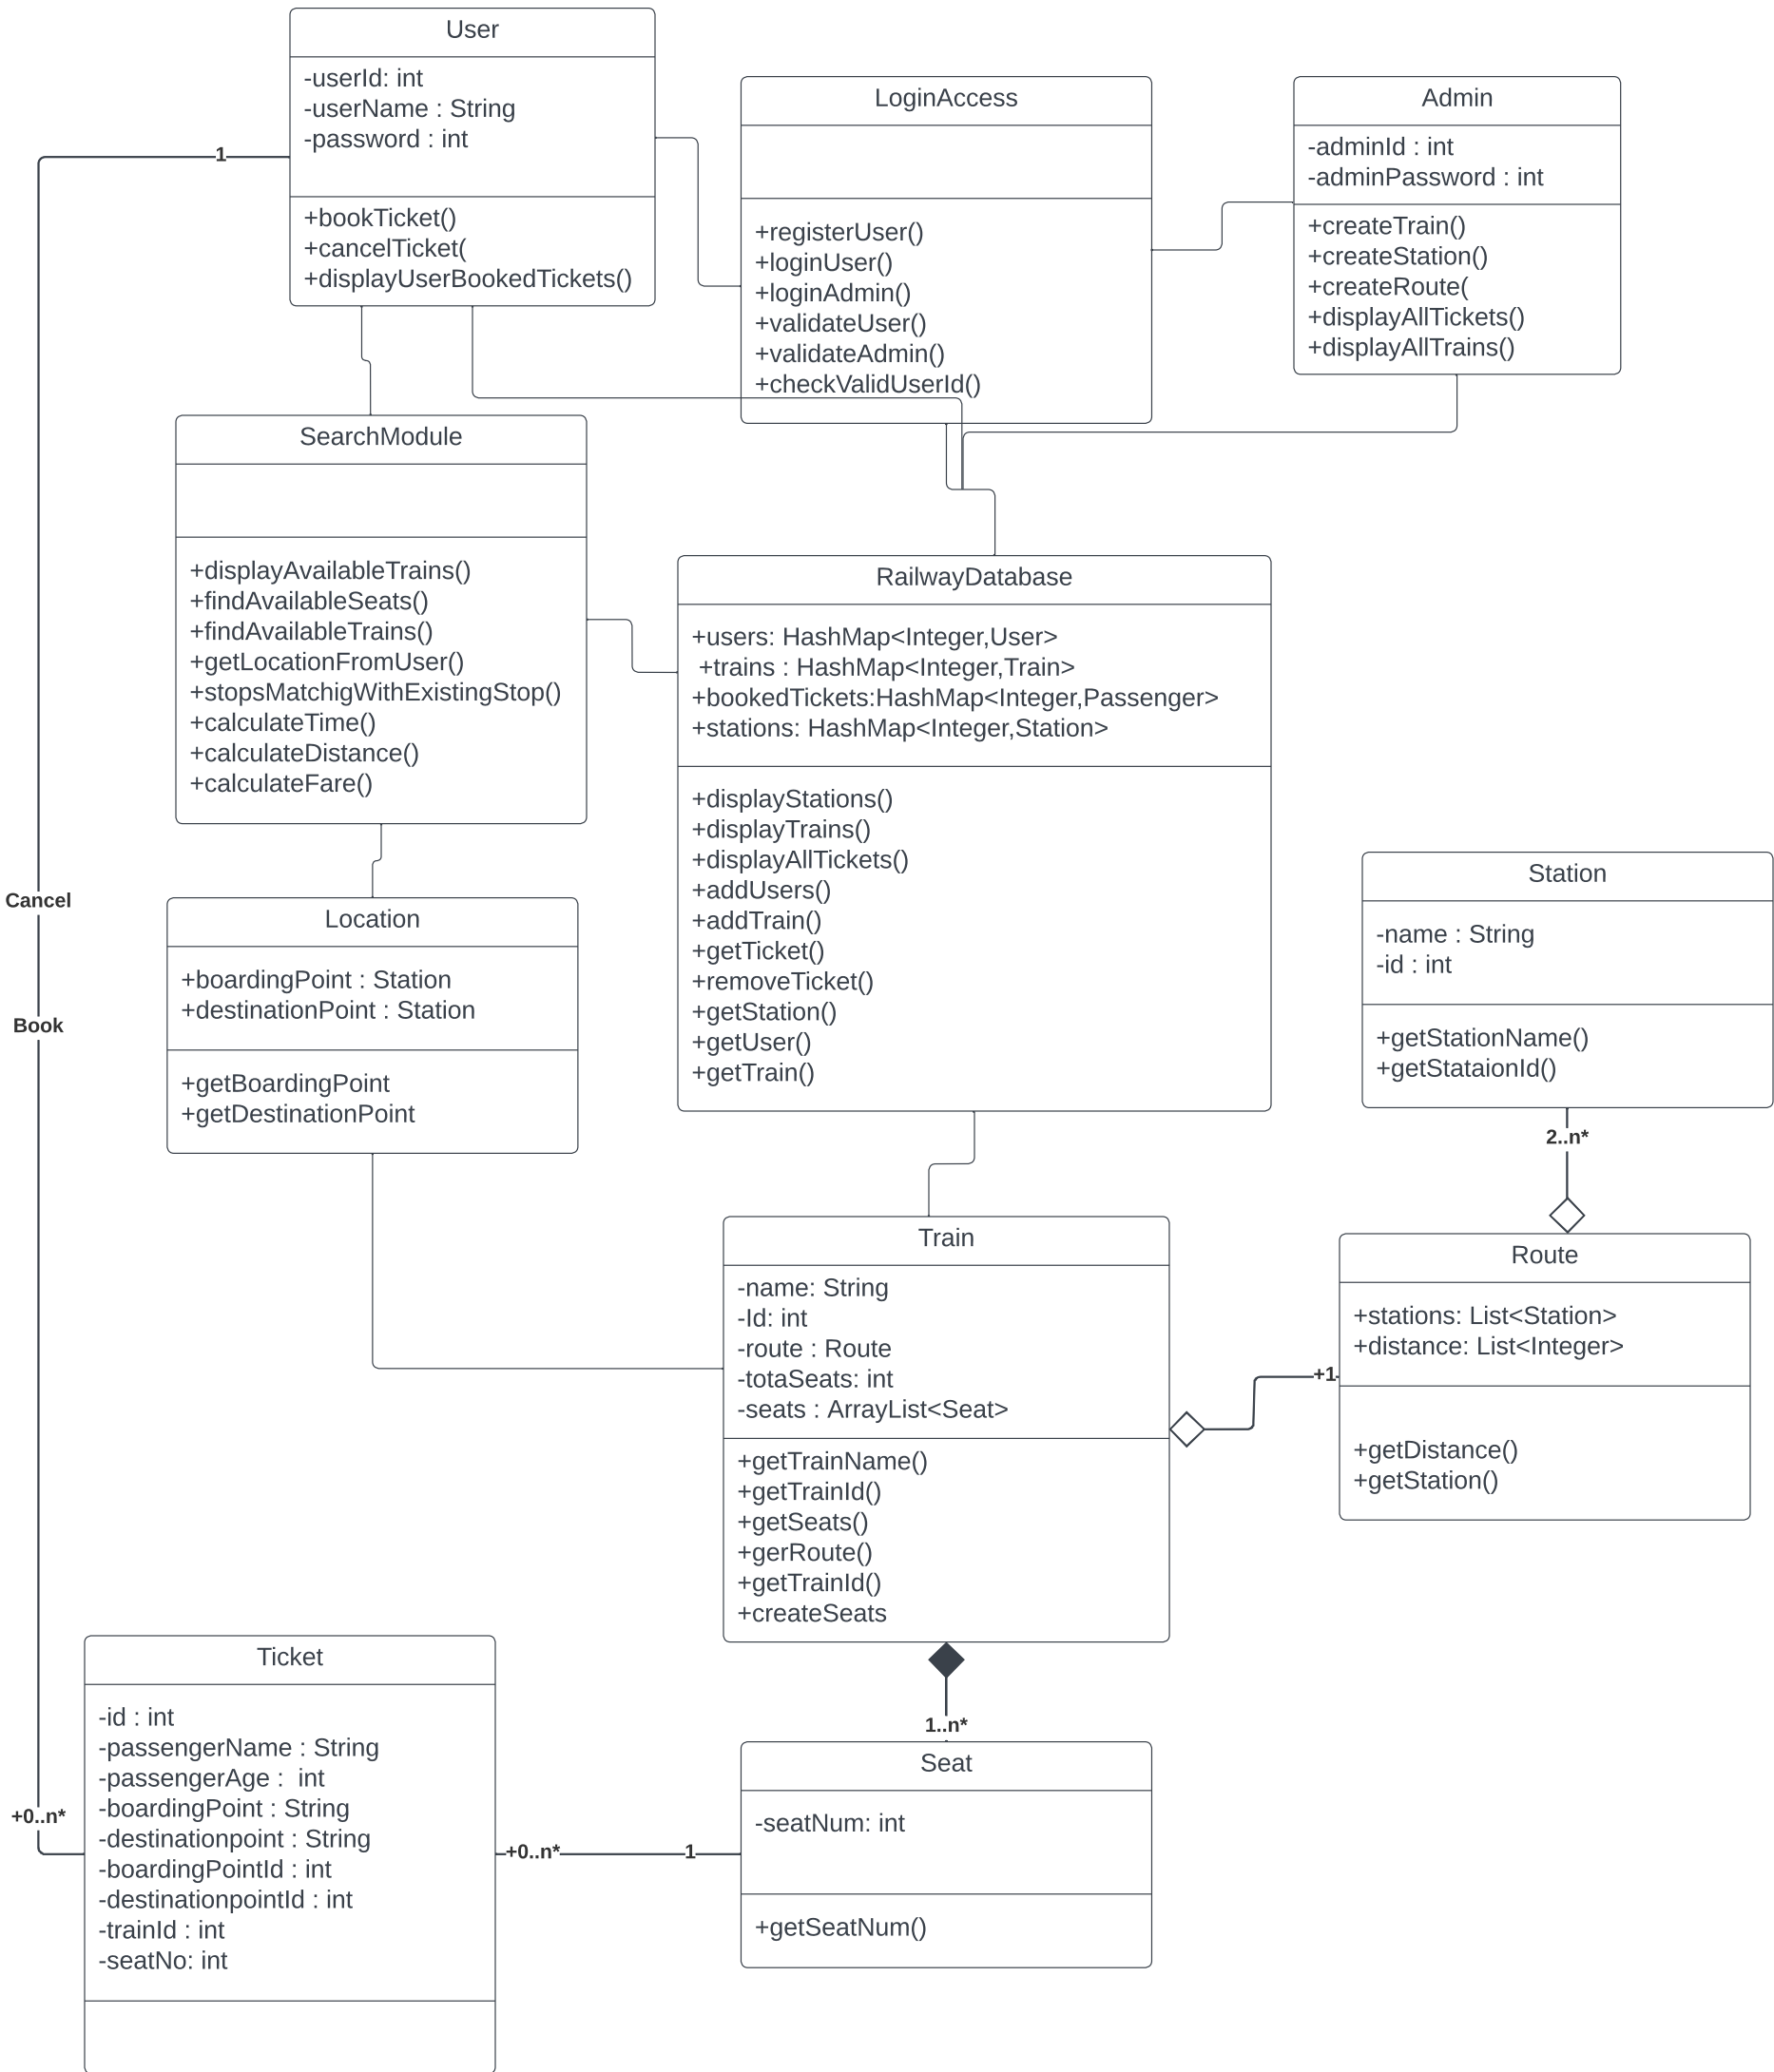 User
-userId: int
-userName : String
-password : int
+bookTicket()
+cancelTicket(
+displayUserBookedTickets()
LoginAccess
+registerUser()
+loginUser()
+loginAdmin()
+validateUser()
+validateAdmin()
+checkValidUserId()
Admin
-adminId : int
-adminPassword : int
+createTrain()
+createStation()
+createRoute(
+displayAllTickets()
+displayAllTrains()
1
SearchModule
+displayAvailableTrains()
+findAvailableSeats()
+findAvailableTrains()
+getLocationFromUser()
+stopsMatchigWithExistingStop()
+calculateTime()
+calculateDistance()
+calculateFare()
RailwayDatabase
+users: HashMap<Integer,User>
+trains : HashMap<Integer,Train>
+bookedTickets:HashMap<Integer,Passenger>
+stations: HashMap<Integer,Station>
+displayStations()
+displayTrains()
+displayAllTickets()
+addUsers()
+addTrain()
+getTicket()
+removeTicket()
+getStation()
+getUser()
+getTrain()
Cancel
Book
Location
+boardingPoint : Station
+destinationPoint : Station
+getBoardingPoint
+getDestinationPoint
Station
-name : String
-id : int
+getStationName()
+getStataionId()
2..n*
Train
-name: String
-Id: int
-route : Route
-totaSeats: int
-seats : ArrayList<Seat>
+getTrainName()
+getTrainId()
+getSeats()
+gerRoute()
+getTrainId()
+createSeats
+1
Route
+stations: List<Station>
+distance: List<Integer>
+getDistance()
+getStation()
1..n*
Ticket
-id : int
-passengerName : String
-passengerAge :  int
-boardingPoint : String
-destinationpoint : String
-boardingPointId : int
-destinationpointId : int
-trainId : int
-seatNo: int
+0..n*
+0..n*
1
Seat
-seatNum: int
+getSeatNum()